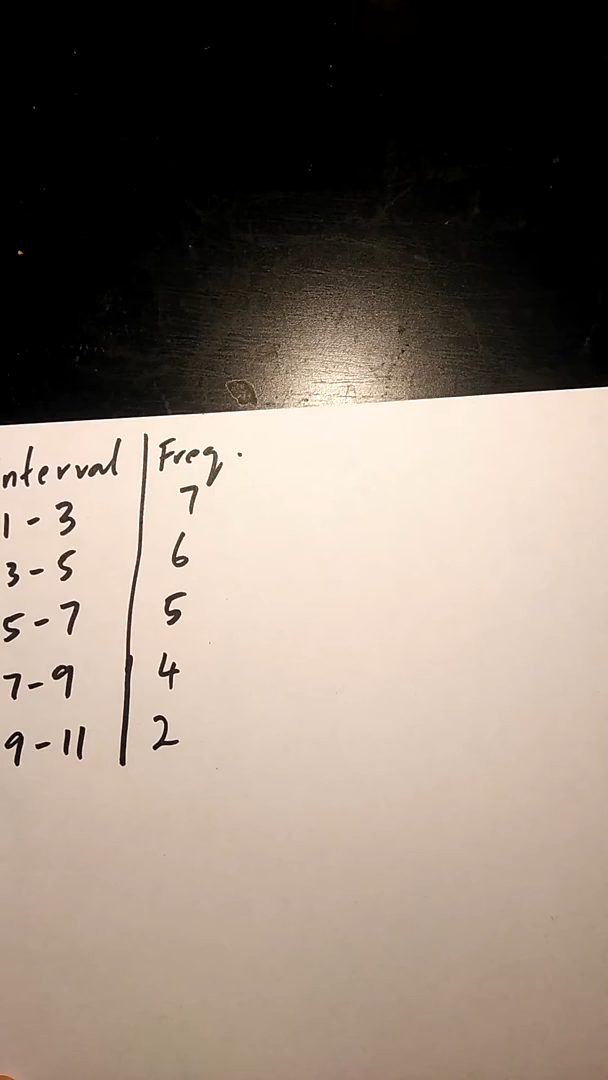 nterval Freq.
1 - 3 7
3 - 5 6
5 - 7 5
7 - 9 4
9 - 11 2